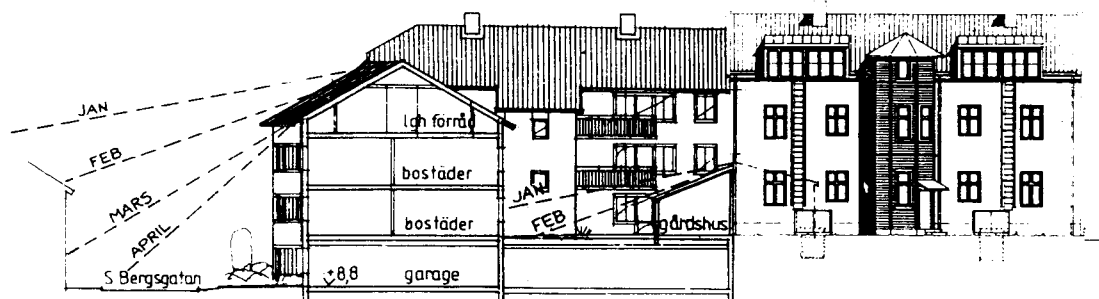 JAN
FEB
MARS
APRIL
S Bergsgatan
lgh förråd
bostäder
bostäder
+8,8
garage
JAN
FEB
gårdshus